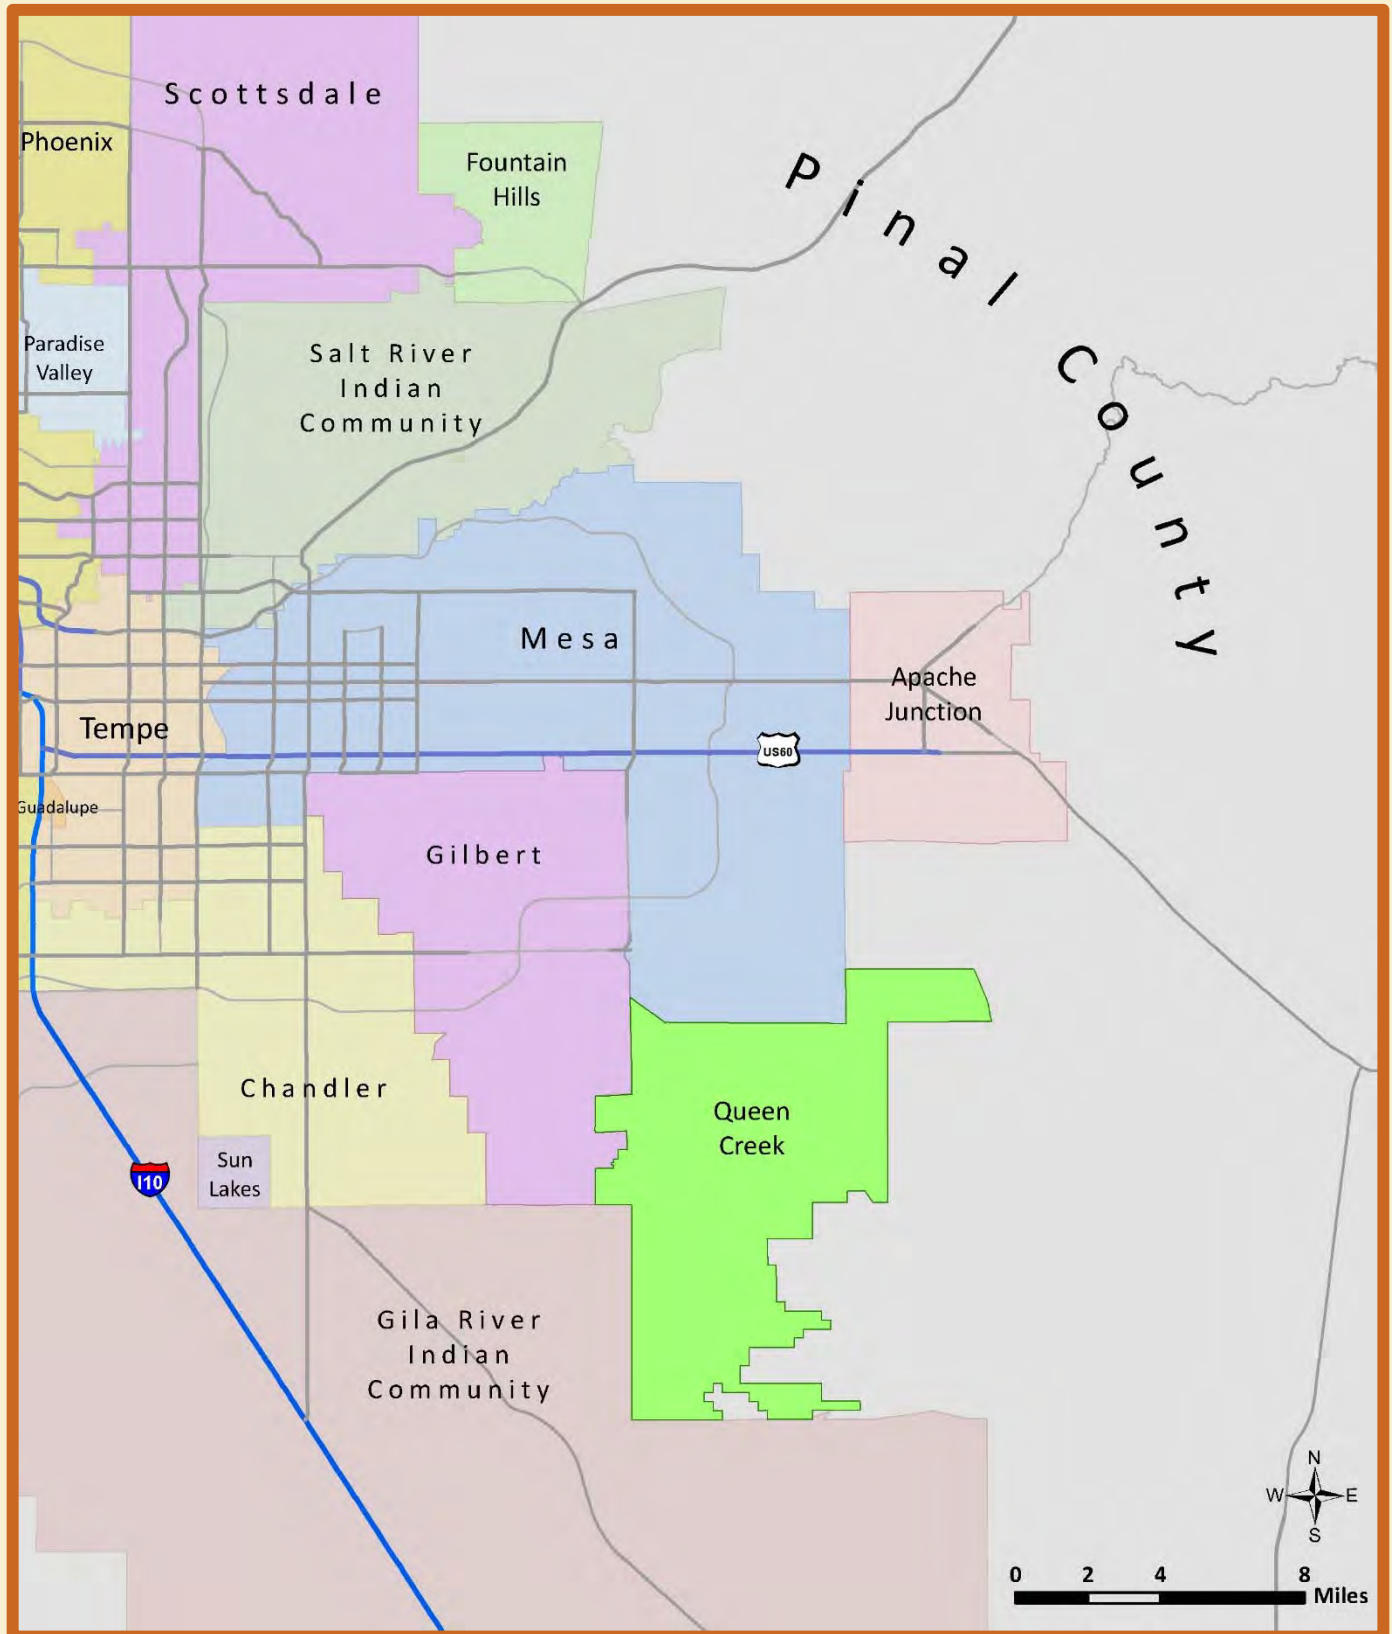 Scottsdale
Phoenix
Fountain
Hills
Pinal County
Paradise
Valley
Salt River
Indian
Community
Mesa
Apache
Junction
Tempe
US60
Guadalupe
Gilbert
Chandler
Queen
Creek
Sun
Lakes
I10
Gila River
Indian
Community
N
W E
S
0 2 4 8
Miles